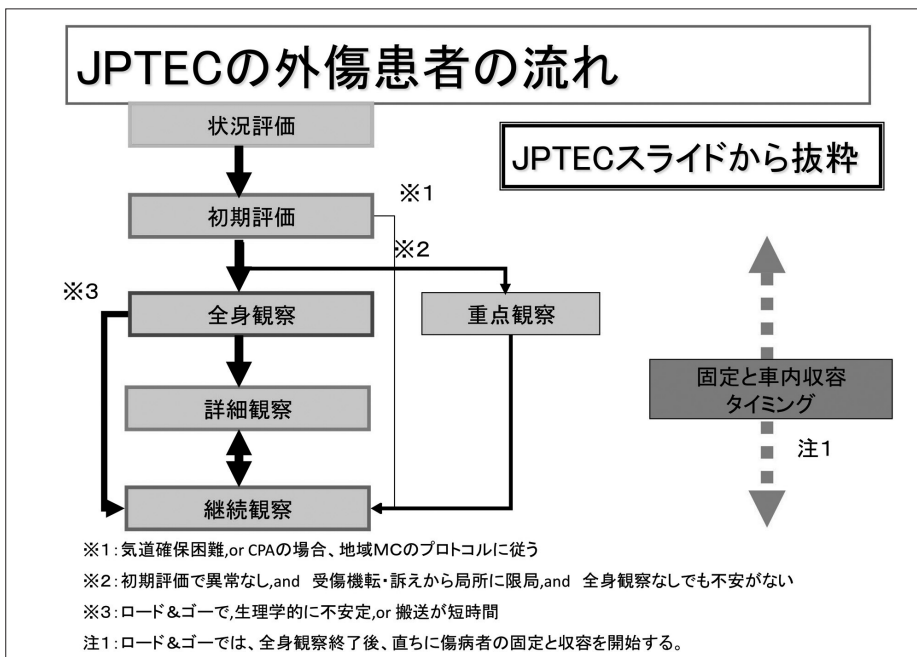 JPTECの外傷患者の流れ
状況評価
JPTECスライドから抜粋
※1
初期評価
※2
※3
全身観察
重点観察
固定と車内収容
タイミング
詳細観察
注1
継続観察
※1:気道確保困難,or CPAの場合、地域MCのプロトコルに従う
※2:初期評価で異常なし,and 受傷機転・訴えから局所に限局,and 全身観察なしでも不安がない
※3:ロード&ゴーで,生理学的に不安定,or 搬送が短時間
注1:ロード&ゴーでは、全身観察終了後、直ちに傷病者の固定と収容を開始する。